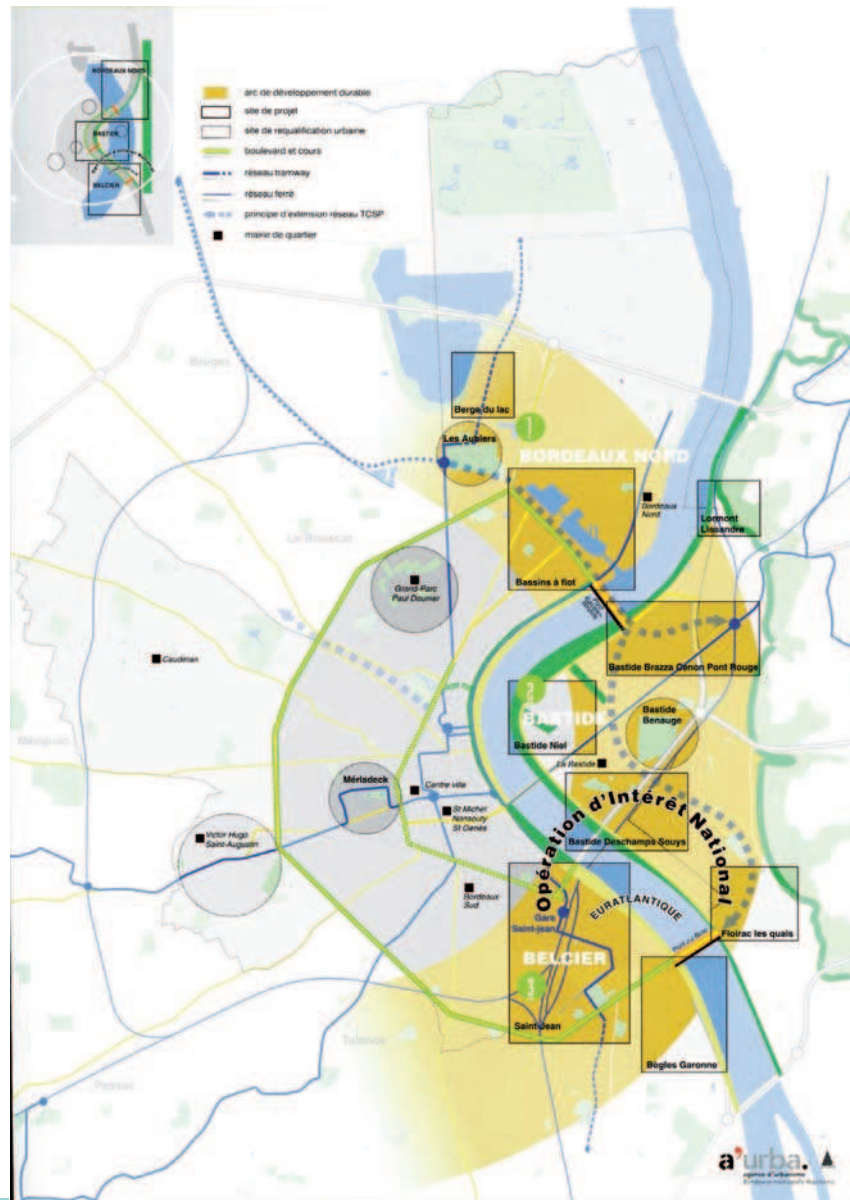 BORDEAUX NORD
BASTIDE
BELCIER
arc de développement durable
site de projet
site de requalification urbaine
boulevard et cours
réseau tramway
réseau ferré
principe d'extension réseau TCSP
mairie de quartier
Bruges
Berge du lac
Les Aubiers
1
BORDEAUX NORD
Bordeaux
Nord
Lormont
Lissandre
Le Bouscat
Grand-Parc
Paul Doumer
Bassins à flot
Caudéran
Bastide Brazza Cenon Pont Rouge
2
BASTIDE
Bastide
Benauge
Mérignac
Bastide Niel
La Bastide
Mériadeck
Centre ville
St Michel
Nansouty
St Genès
Victor Hugo
Saint-Augustin
Opération d'Intérêt National
Bastide Deschamps Souys
Bordeaux
Sud
EURATLANTIQUE
Gare
Saint-Jean
Floirac les quais
BELCIER
3
Saint-Jean
Talence
Bègles Garonne
Pessac
a'urba.
agence d'urbanisme